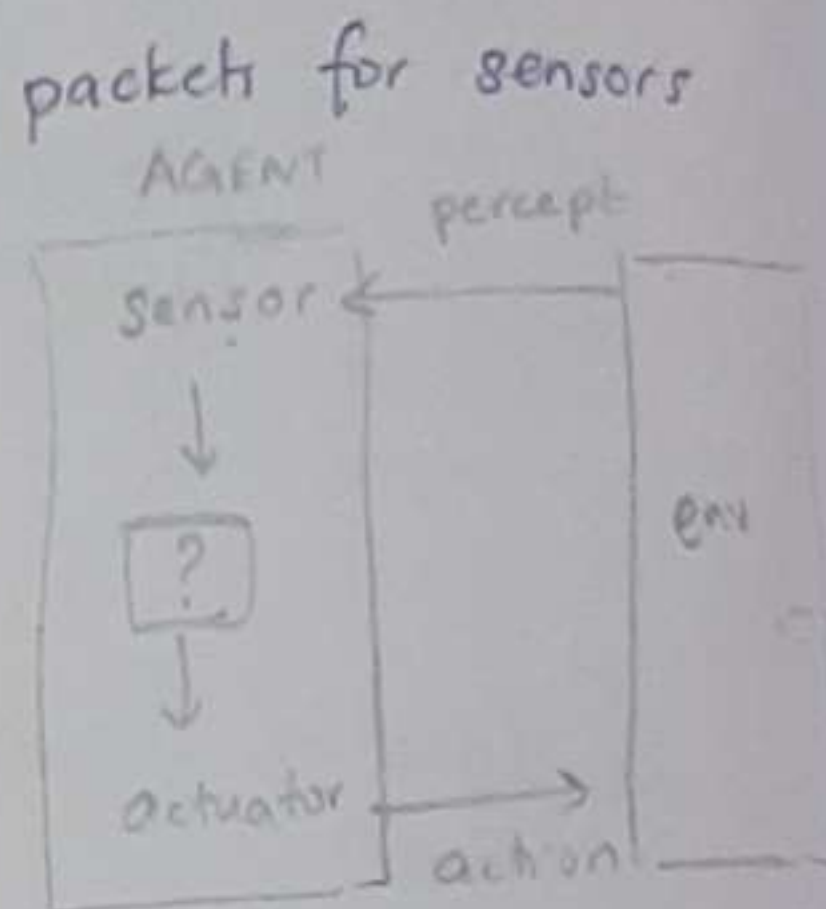 packets for sensors
AGENT
percept
sensor
env
?
actuator
action